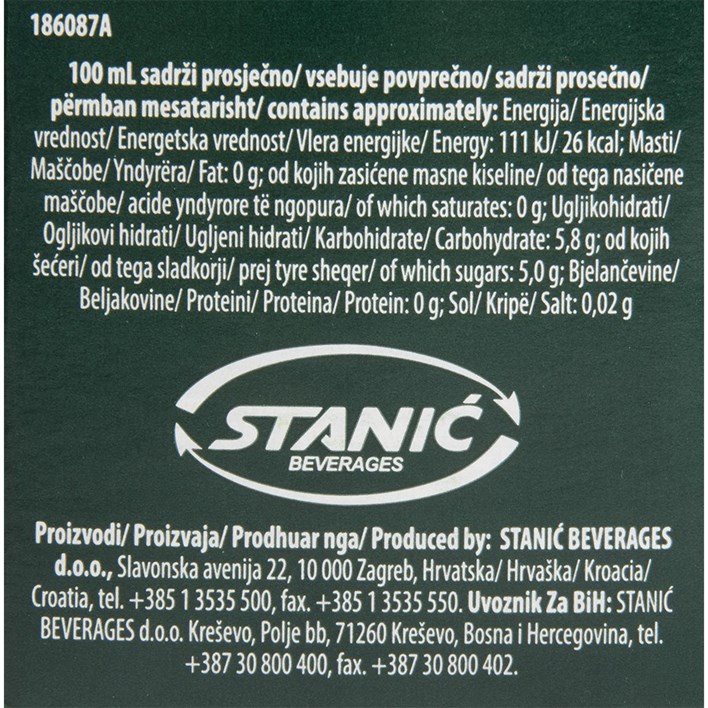 186087A
100 mL sadrži prosječno/ vsebuje povprečno/ sadrži prosečno/
përmban mesatarisht/ contains approximately: Energija/ Energijska
vrednost/ Energetska vrednost/ Vlera energijke/ Energy: 111 kJ/ 26 kcal; Masti/
Maščobe/ Yndyrëra/ Fat: 0 g; od kojih zasićene masne kiseline/ od tega nasičene
maščobe/ acide yndyrore të ngopura/ of which saturates: 0 g; Ugljikohidrati/
Ogljikovi hidrati/ Ugljeni hidrati/ Karbohidrate/ Carbohydrate: 5,8 g; od kojih
šećeri/ od tega sladkorji/ prej tyre sheqer/ of which sugars: 5,0 g; Bjelančevine/
Beljakovine/ Proteini/ Proteina/ Protein: 0 g; Sol/ Kripë/ Salt: 0,02 g
STANIĆ
BEVERAGES
Proizvodi/ Proizvaja/ Prodhuar nga/ Produced by: STANIĆ BEVERAGES
d.o.o., Slavonska avenija 22, 10 000 Zagreb, Hrvatska/ Hrvaška/ Kroacia/
Croatia, tel. +385 1 3535 500, fax. +385 1 3535 550. Uvoznik Za BiH: STANIĆ
BEVERAGES d.o.o. Kreševo, Polje bb, 71260 Kreševo, Bosna i Hercegovina, tel.
+387 30 800 400, fax. +387 30 800 402.